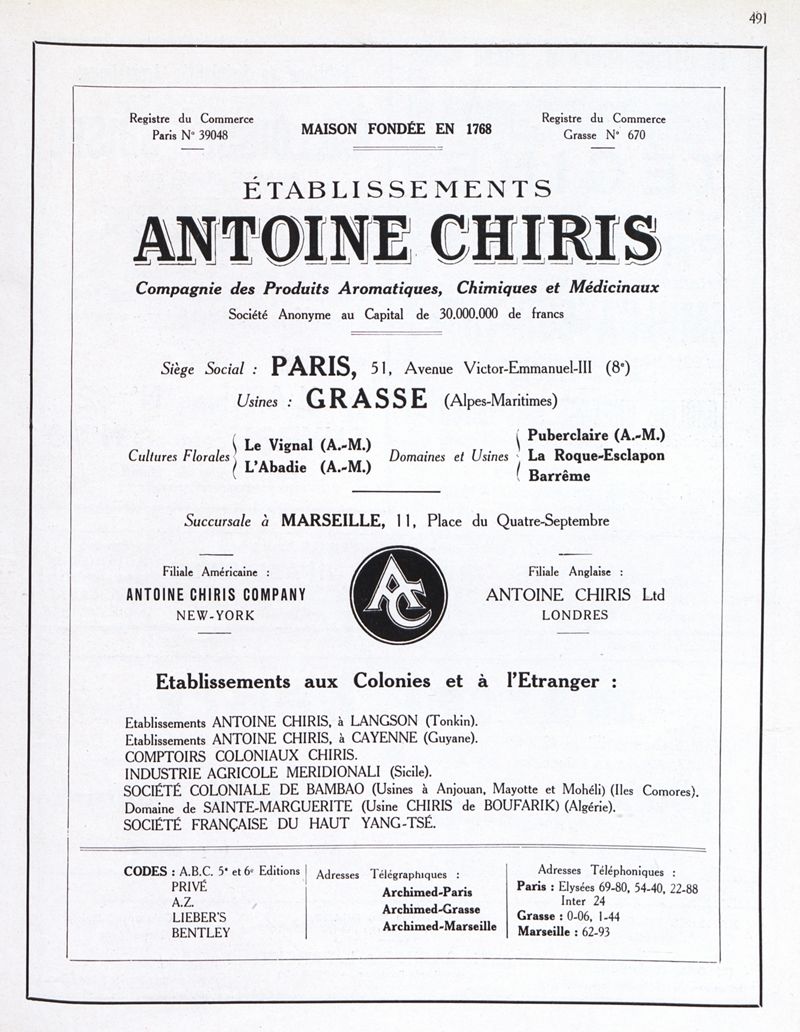 491
Registre du Commerce
Paris N° 39048
MAISON FONDÉE EN 1768
Registre du Commerce
Grasse N° 670
ÉTABLISSEMENTS
ANTOINE CHIRIS
Compagnie des Produits Aromatiques, Chimiques et Médicinaux
Société Anonyme au Capital de 30.000.000 de francs
Siège Social : PARIS, 51, Avenue Victor-Emmanuel-III (8e)
Usines : GRASSE (Alpes-Maritimes)
Cultures Florales
Le Vignal (A.-M.)
L'Abadie (A.-M.)
Domaines et Usines
Puberclaire (A.-M.)
La Roque-Esclapon
Barrême
Succursale à MARSEILLE, 11, Place du Quatre-Septembre
Filiale Américaine :
ANTOINE CHIRIS COMPANY
NEW-YORK
AC
Filiale Anglaise :
ANTOINE CHIRIS Ltd
LONDRES
Etablissements aux Colonies et à l'Etranger :
Etablissements ANTOINE CHIRIS, à LANGSON (Tonkin).
Etablissements ANTOINE CHIRIS, à CAYENNE (Guyane).
COMPTOIRS COLONIAUX CHIRIS.
INDUSTRIE AGRICOLE MERIDIONALI (Sicile).
SOCIÉTÉ COLONIALE DE BAMBAO (Usines à Anjouan, Mayotte et Mohéli) (Iles Comores).
Domaine de SAINTE-MARGUERITE (Usine CHIRIS de BOUFARIK) (Algérie).
SOCIÉTÉ FRANÇAISE DU HAUT YANG-TSÉ.
CODES : A.B.C. 5e et 6e Editions
PRIVÉ
A.Z.
LIEBER'S
BENTLEY
Adresses Télégraphiques :
Archimed-Paris
Archimed-Grasse
Archimed-Marseille
Adresses Téléphoniques :
Paris : Elysées 69-80, 54-40, 22-88
Inter 24
Grasse : 0-06, 1-44
Marseille : 62-93